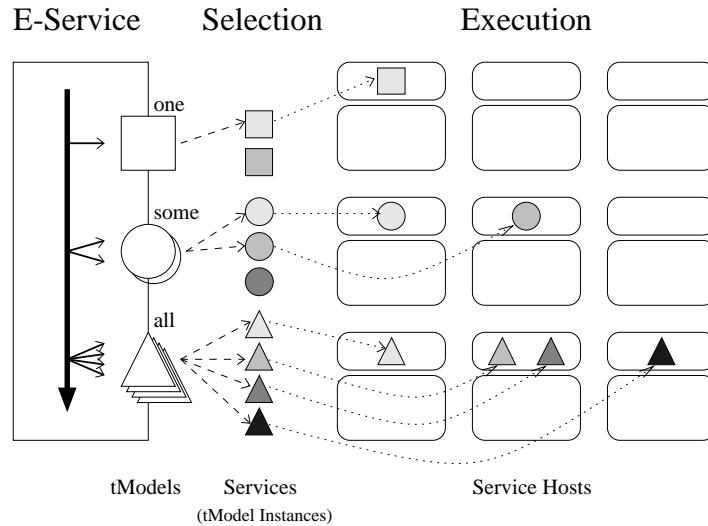 E-Service Selection Execution
one
some
all
tModels Services Service Hosts
(tModel Instances)